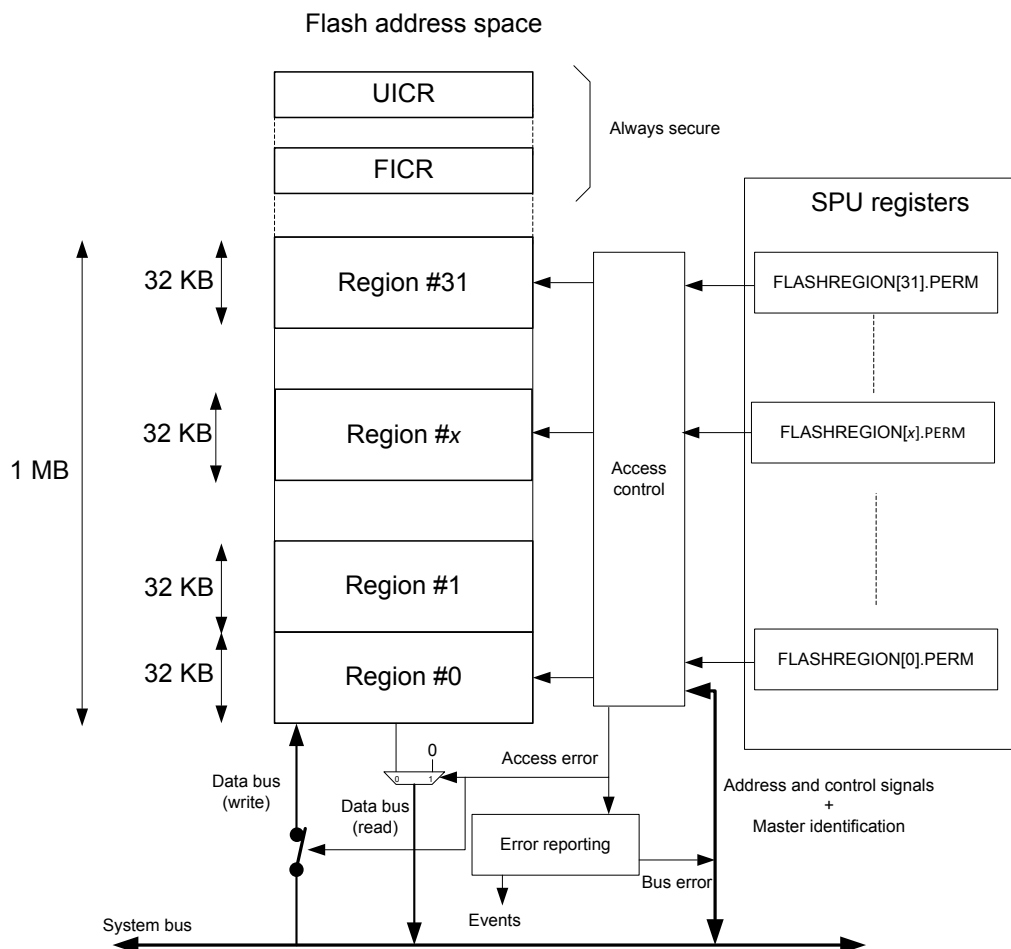 Flash address space
UICR
Always secure
FICR
SPU registers
32 KB
Region #31
FLASHREGION[31].PERM
32 KB
Region #x
FLASHREGION[x].PERM
1 MB
Access
control
32 KB
Region #1
32 KB
Region #0
FLASHREGION[0].PERM
0
Access error
0 1
Data bus
(write)
Data bus
(read)
Address and control signals
+
Master identification
Error reporting
Bus error
Events
System bus